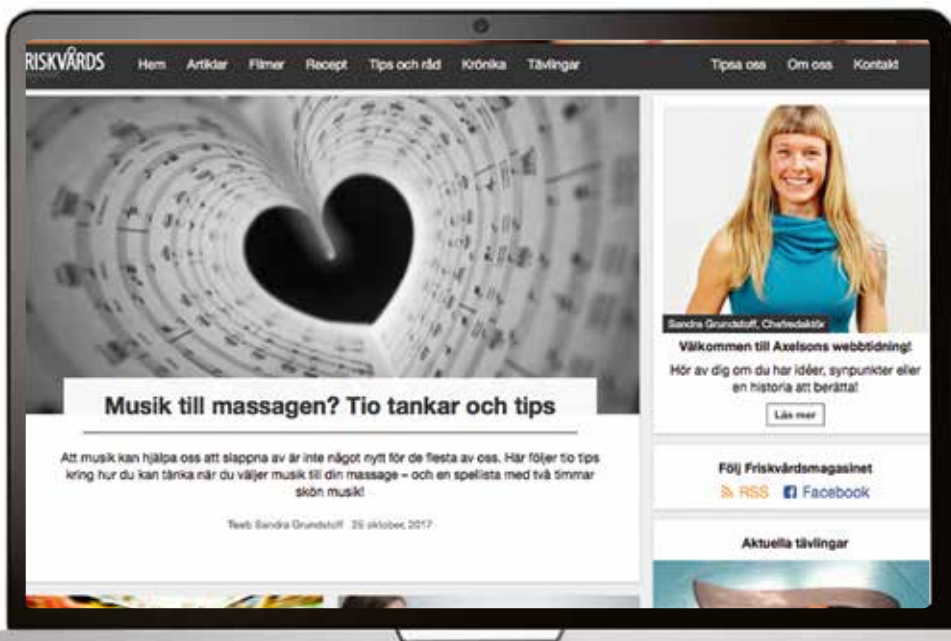 RISKVÅRDS
Hem Artiklar Filmer Recept Tips och råd Krönika Tävlingar Tipsa oss Om oss Kontakt
Musik till massagen? Tio tankar och tips
Att musik kan hjälpa oss att slappna av är inte något nytt för de flesta av oss. Här följer tio tips
kring hur du kan tänka när du väljer musik till din massage – och en spellista med två timmar
skön musik!
Text: Sandra Grundstoff 25 oktober, 2017
Sandra Grundstoff, Chefredaktör
Välkommen till Axelsons webbtidning!
Hör av dig om du har idéer, synpunkter eller
en historia att berätta!
Läs mer
Följ Friskvårdsmagasinet
RSS Facebook
Aktuella tävlingar